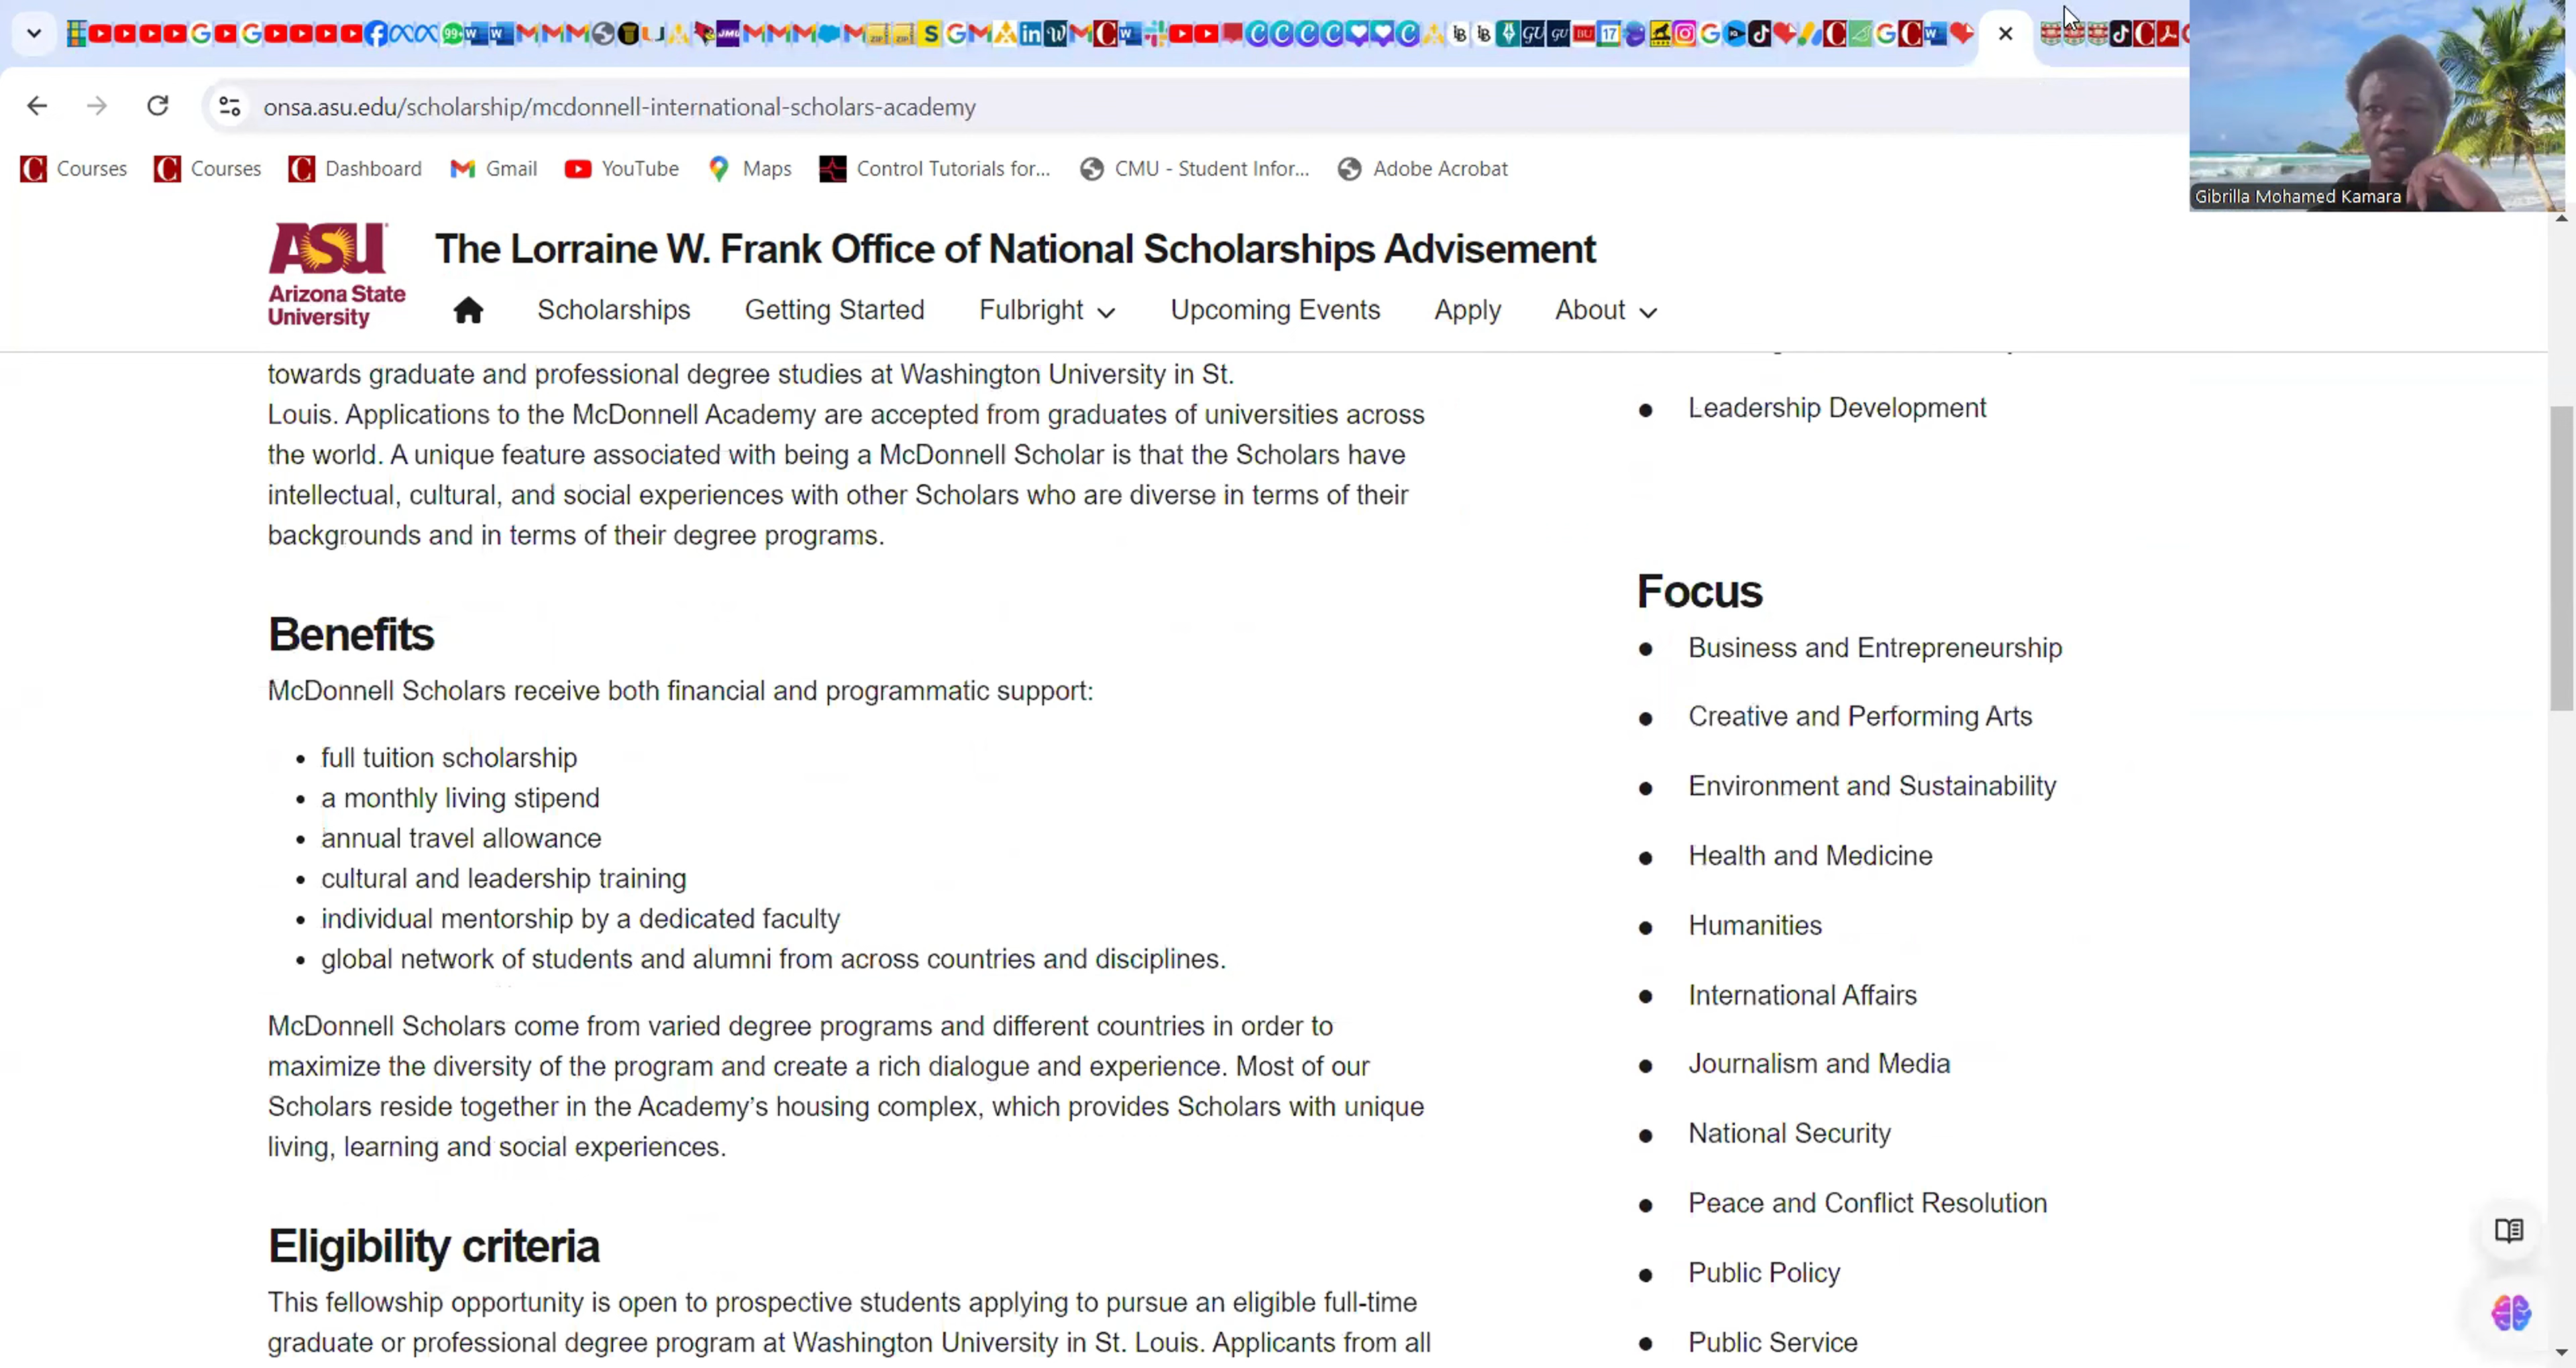 onsa.asu.edu/scholarship/mcdonnell-international-scholars-academy
Courses
Courses
Dashboard
Gmail
YouTube
Maps
Control Tutorials for...
CMU - Student Infor...
Adobe Acrobat
Gibrilla Mohamed Kamara
ASU
Arizona State
University
The Lorraine W. Frank Office of National Scholarships Advisement
Scholarships
Getting Started
Fulbright
Upcoming Events
Apply
About
towards graduate and professional degree studies at Washington University in St.
Louis. Applications to the McDonnell Academy are accepted from graduates of universities across
the world. A unique feature associated with being a McDonnell Scholar is that the Scholars have
intellectual, cultural, and social experiences with other Scholars who are diverse in terms of their
backgrounds and in terms of their degree programs.
Benefits
McDonnell Scholars receive both financial and programmatic support:
• full tuition scholarship
• a monthly living stipend
• annual travel allowance
• cultural and leadership training
• individual mentorship by a dedicated faculty
• global network of students and alumni from across countries and disciplines.
McDonnell Scholars come from varied degree programs and different countries in order to
maximize the diversity of the program and create a rich dialogue and experience. Most of our
Scholars reside together in the Academy’s housing complex, which provides Scholars with unique
living, learning and social experiences.
Eligibility criteria
This fellowship opportunity is open to prospective students applying to pursue an eligible full-time
graduate or professional degree program at Washington University in St. Louis. Applicants from all
• Leadership Development
Focus
• Business and Entrepreneurship
• Creative and Performing Arts
• Environment and Sustainability
• Health and Medicine
• Humanities
• International Affairs
• Journalism and Media
• National Security
• Peace and Conflict Resolution
• Public Policy
• Public Service